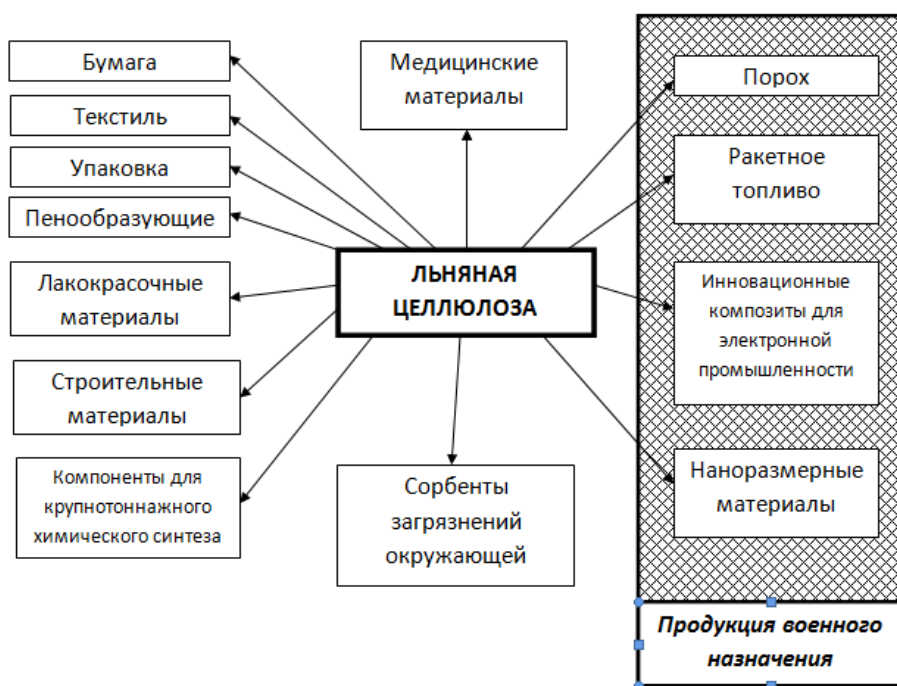 Бумага
Текстиль
Упаковка
Пенообразующие
Лакокрасочные
материалы
Строительные
материалы
Компоненты для
крупнотоннажного
химического синтеза
Медицинские
материалы
ЛЬНЯНАЯ
ЦЕЛЛЮЛОЗА
Сорбенты
загрязнений
окружающей
Порох
Ракетное
топливо
Инновационные
композиты для
электронной
промышленности
Наноразмерные
материалы
Продукция военного
назначения